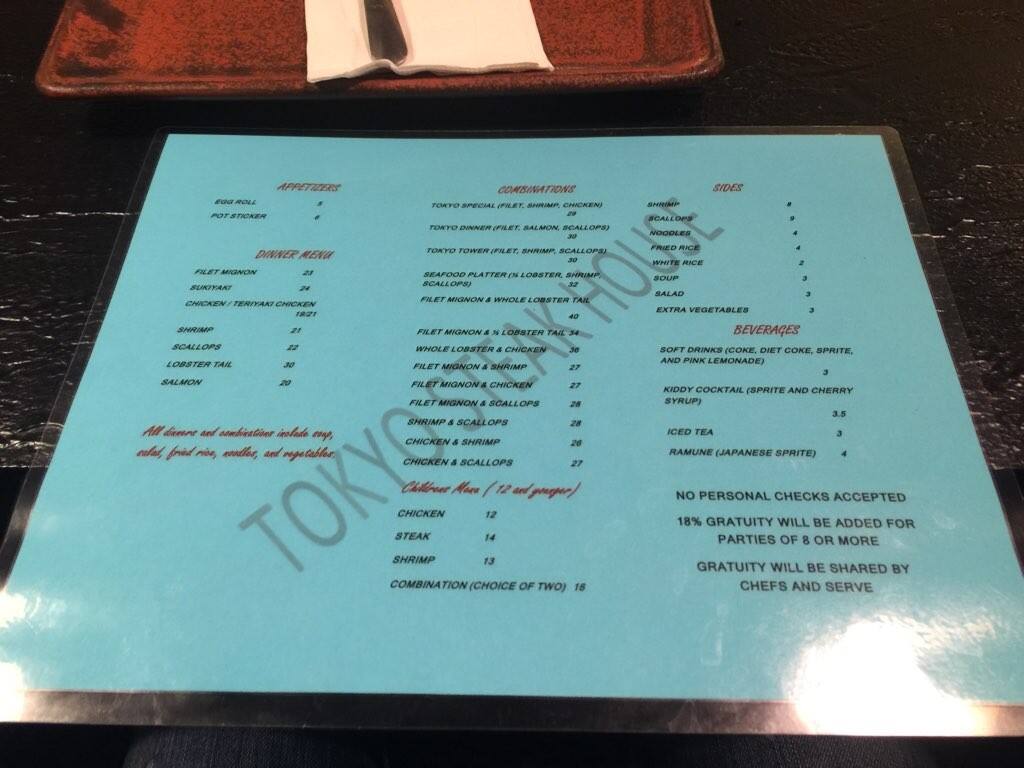 APPETIZERS
EGG ROLL 5
POT STICKER 6
DINNER MENU
FILET MIGNON 23
SUKIYAKI 24
CHICKEN / TERIYAKI CHICKEN
19/21
SHRIMP 21
SCALLOPS 22
LOBSTER TAIL 30
SALMON 20
All dinners and combinations include soup,
salad, fried rice, noodles, and vegetables.
COMBINATIONS
TOKYO SPECIAL (FILET, SHRIMP, CHICKEN)
29
TOKYO DINNER (FILET, SALMON, SCALLOPS)
30
TOKYO TOWER (FILET, SHRIMP, SCALLOPS)
30
SEAFOOD PLATTER (½ LOBSTER, SHRIMP,
SCALLOPS) 32
FILET MIGNON & WHOLE LOBSTER TAIL
40
FILET MIGNON & ½ LOBSTER TAIL 34
WHOLE LOBSTER & CHICKEN 36
FILET MIGNON & SHRIMP 27
FILET MIGNON & CHICKEN 27
FILET MIGNON & SCALLOPS 28
SHRIMP & SCALLOPS 28
CHICKEN & SHRIMP 26
CHICKEN & SCALLOPS 27
Childrens Menu ( 12 and younger)
CHICKEN 12
STEAK 14
SHRIMP 13
COMBINATION (CHOICE OF TWO) 16
SIDES
SHRIMP 8
SCALLOPS 9
NOODLES 4
FRIED RICE 4
WHITE RICE 2
SOUP 3
SALAD 3
EXTRA VEGETABLES 3
BEVERAGES
SOFT DRINKS (COKE, DIET COKE, SPRITE,
AND PINK LEMONADE)
3
KIDDY COCKTAIL (SPRITE AND CHERRY
SYRUP)
3.5
ICED TEA 3
RAMUNE (JAPANESE SPRITE) 4
NO PERSONAL CHECKS ACCEPTED
18% GRATUITY WILL BE ADDED FOR
PARTIES OF 8 OR MORE
GRATUITY WILL BE SHARED BY
CHEFS AND SERVE
TOKYO STEAK HOUSE